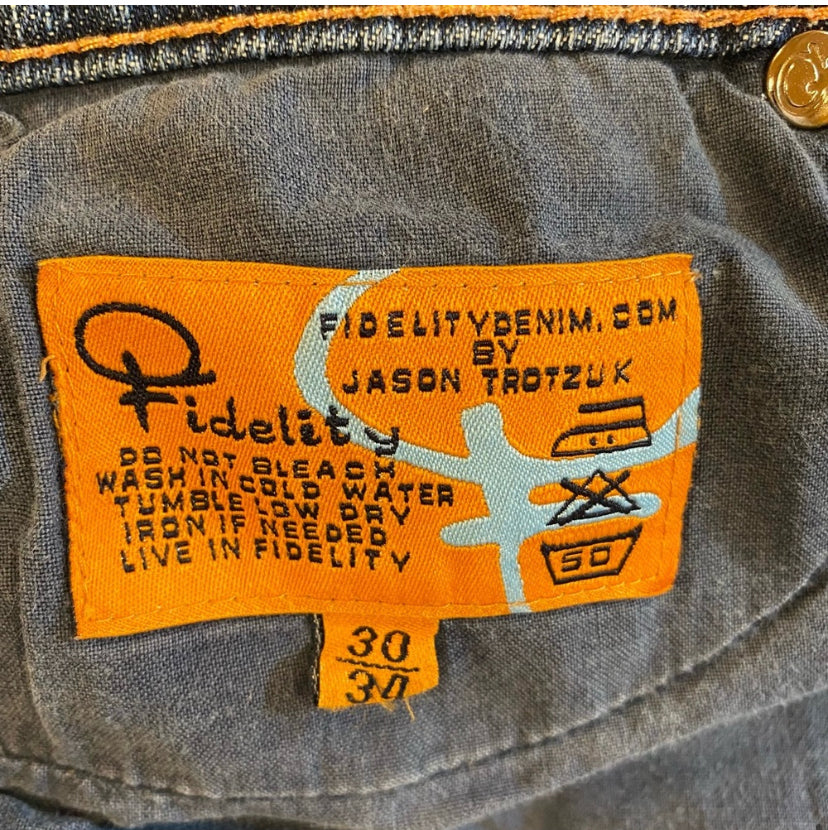 FIDELITYDENIM.COM
BY
JASON TROTZUK
Fidelity
DO NOT BLEACH
WASH IN COLD WATER
TUMBLE LOW DRY
IRON IF NEEDED
LIVE IN FIDELITY
50
30
34